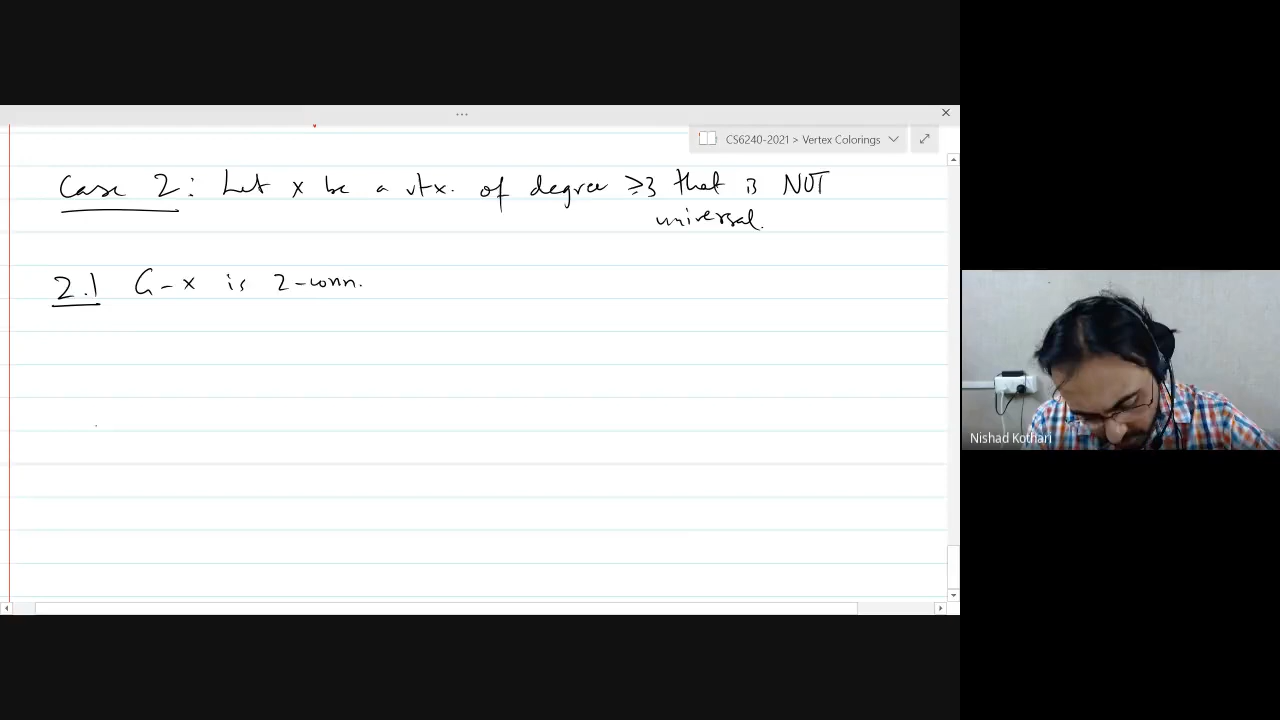 CS6240-2021 > Vertex Colorings
Case 2: Let x be a vtx. of degree ≥3 that is NOT
universal.
2.1 G-x is 2-conn.
Nishad Kothari